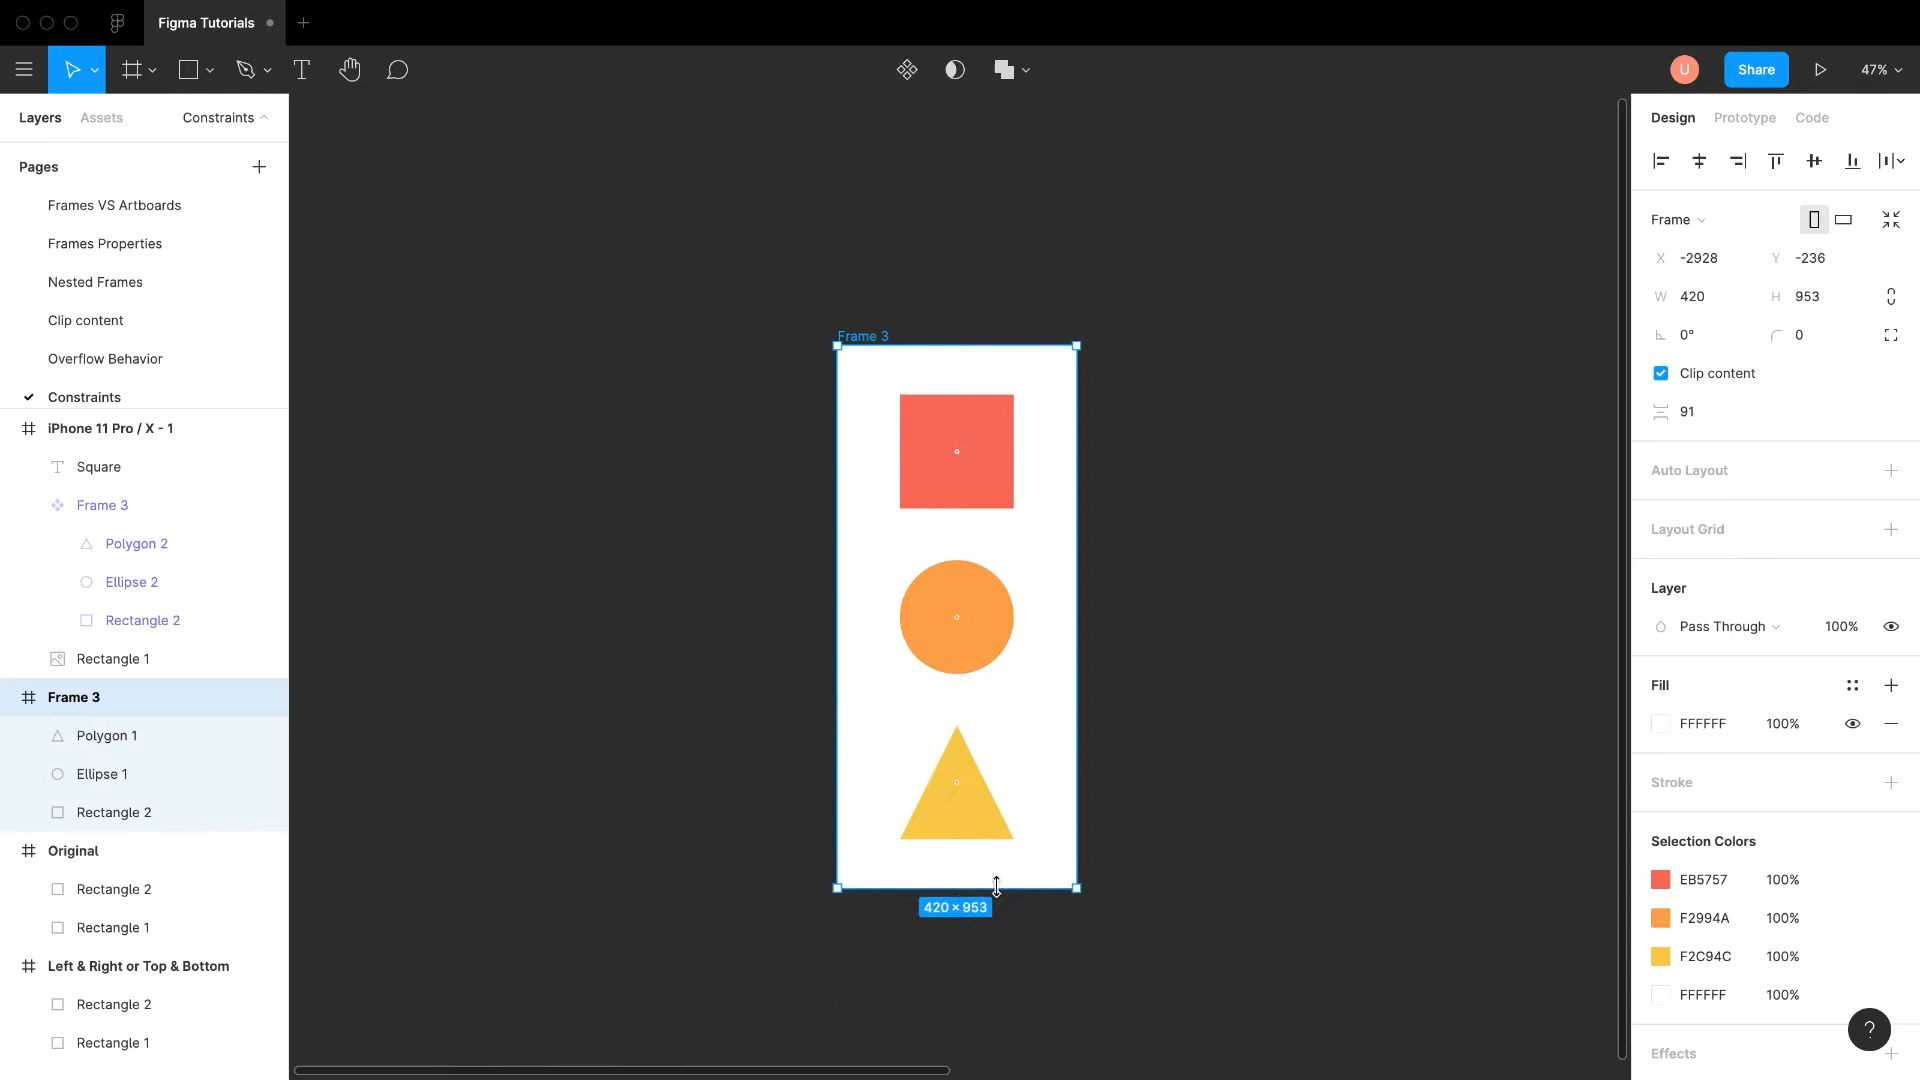 Figma Tutorials
U
Share
47%
Layers
Assets
Constraints
Pages
Frames VS Artboards
Frames Properties
Nested Frames
Clip content
Overflow Behavior
Constraints
iPhone 11 Pro / X - 1
Square
Frame 3
Polygon 2
Ellipse 2
Rectangle 2
Rectangle 1
Frame 3
Polygon 1
Ellipse 1
Rectangle 2
Original
Rectangle 2
Rectangle 1
Left & Right or Top & Bottom
Rectangle 2
Rectangle 1
Frame 3
420 × 953
Design Prototype Code
Frame
X -2928 Y -236
W 420 H 953
0° 0
Clip content
91
Auto Layout
Layout Grid
Layer
Pass Through 100%
Fill
FFFFFF 100%
Stroke
Selection Colors
EB5757 100%
F2994A 100%
F2C94C 100%
FFFFFF 100%
Effects
?